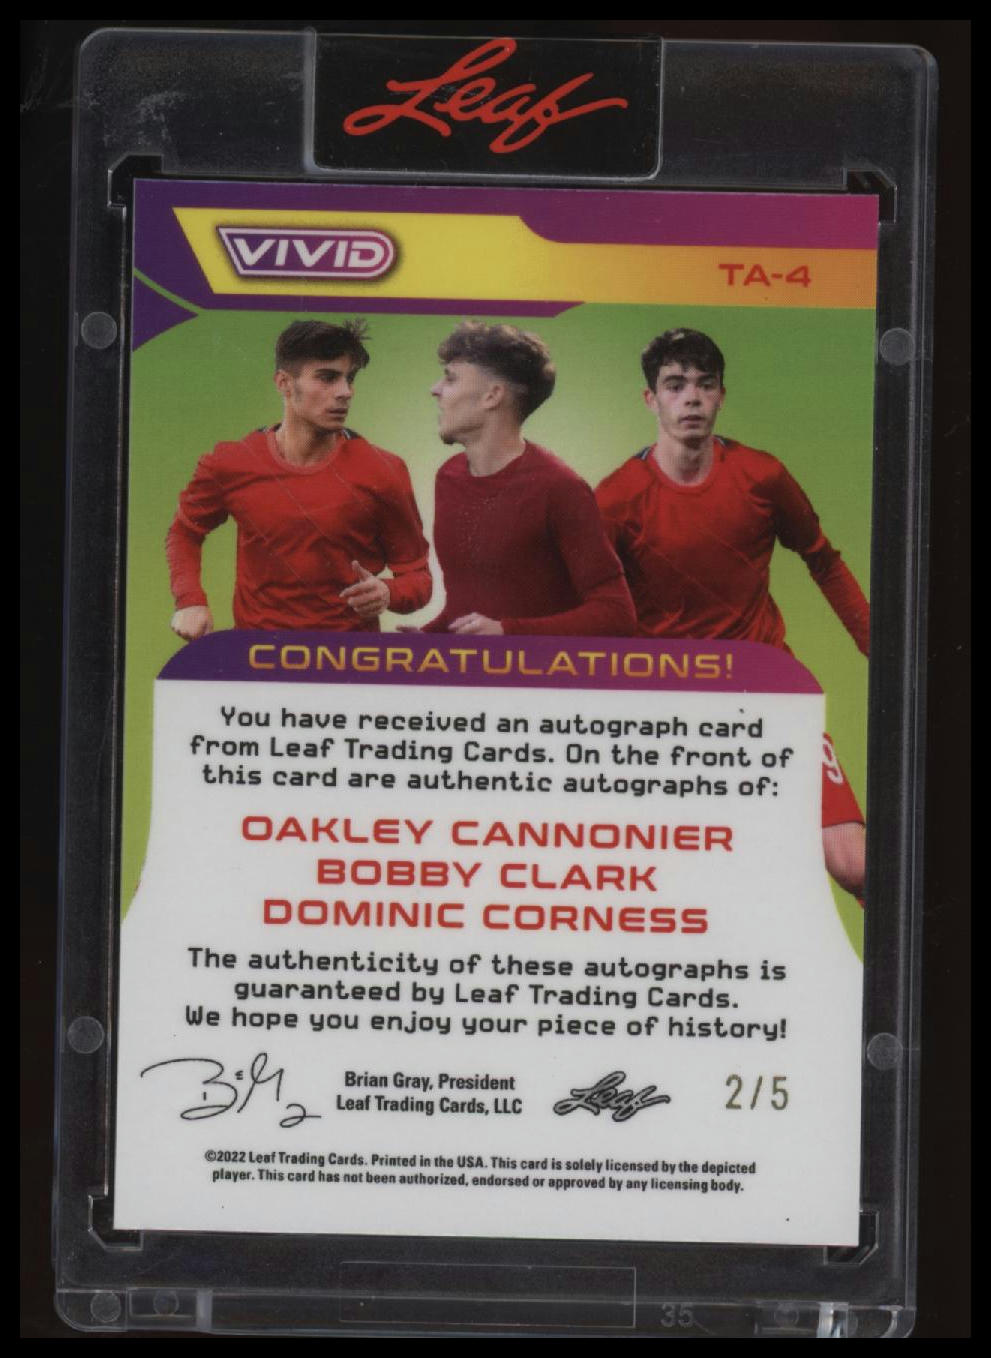 Leaf
VIVID
TA-4
CONGRATULATIONS!
You have received an autograph card
from Leaf Trading Cards. On the front of
this card are authentic autographs of:
9
OAKLEY CANNONIER
BOBBY CLARK
DOMINIC CORNESS
The authenticity of these autographs is
guaranteed by Leaf Trading Cards.
We hope you enjoy your piece of history!
Brian Gray, President
Leaf Trading Cards, LLC
Leaf
2/5
©2022 Leaf Trading Cards. Printed in the USA. This card is solely licensed by the depicted
player. This card has not been authorized, endorsed or approved by any licensing body.
35